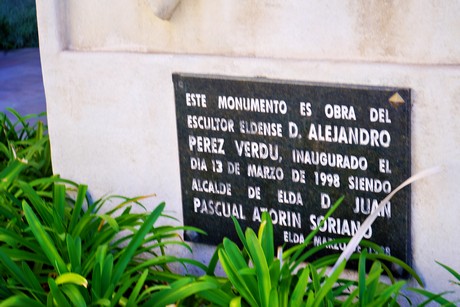 ESTE MONUMENTO ES OBRA DEL
ESCULTOR ELDENSE D. ALEJANDRO
PEREZ VERDU, INAUGURADO EL
DIA 13 DE MARZO DE 1998 SIENDO
ALCALDE DE ELDA D. JUAN
PASCUAL AZORIN SORIANO
ELDA MARZO